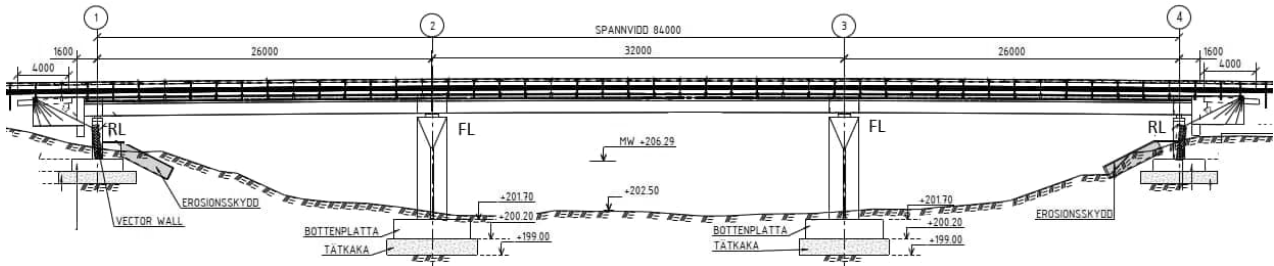 1 2 3 4
SPANNVIDD 84000
1600 26000 32000 26000 1600
4000 4000
RL FL FL RL
MW +206.29
+202.50
EROSIONSSKYDD
VECTOR WALL
+201.70
+200.20
+199.00
BOTTENPLATTA
TÄTKAKA
+201.70
+200.20
+199.00
BOTTENPLATTA
TÄTKAKA
EROSIONSSKYDD